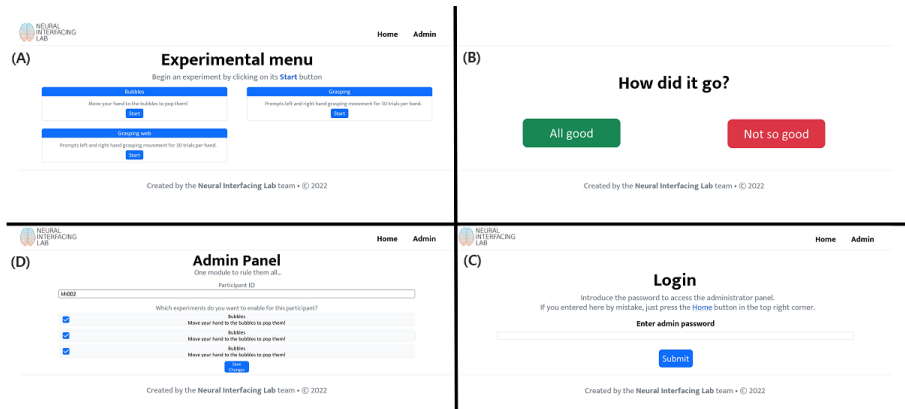 NEURAL
INTERFACING
LAB
Home Admin
(A)
Experimental menu
Begin an experiment by clicking on its Start button
Bubbles
Move your hand to the bubbles to pop them!
Start
Grasping
Prompts left and right hand grasping movement for 30 trials per hand.
Start
Grasping web
Prompts left and right hand grasping movement for 30 trials per hand.
Start
Created by the Neural Interfacing Lab team • © 2022
(B)
How did it go?
All good
Not so good
Created by the Neural Interfacing Lab team • © 2022
NEURAL
INTERFACING
LAB
Home Admin
(D)
Admin Panel
One module to rule them all...
Participant ID
kh002
Which experiments do you want to enable for this participant?
Bubbles
Move your hand to the bubbles to pop them!
Bubbles
Move your hand to the bubbles to pop them!
Bubbles
Move your hand to the bubbles to pop them!
Save
Changes
Created by the Neural Interfacing Lab team • © 2022
NEURAL
INTERFACING
LAB
Home Admin
(C)
Login
Introduce the password to access the administrator panel.
If you entered here by mistake, just press the Home button in the top right corner.
Enter admin password
Submit
Created by the Neural Interfacing Lab team • © 2022